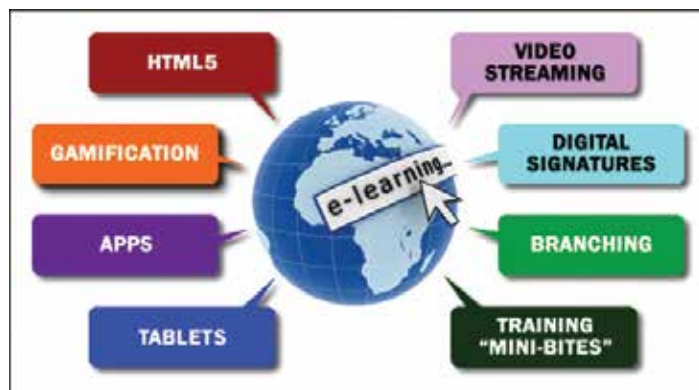 HTML5
VIDEO
STREAMING
GAMIFICATION
DIGITAL
SIGNATURES
e-learning...
APPS
BRANCHING
TABLETS
TRAINING
“MINI-BITES”